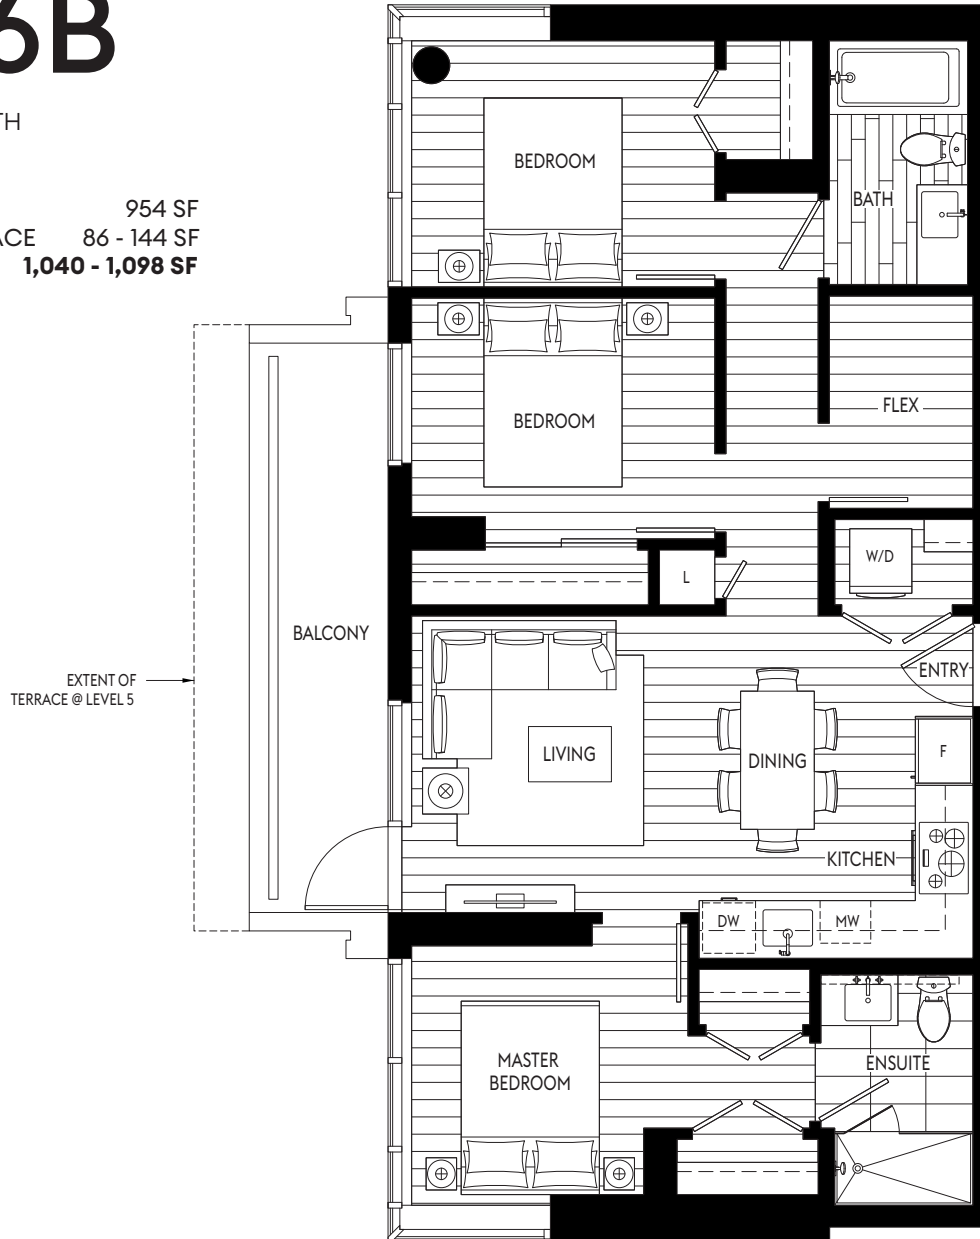 6B
TH
954 SF
ACE 86 - 144 SF
1,040 - 1,098 SF
BEDROOM
BATH
BEDROOM
FLEX
W/D
L
BALCONY
EXTENT OF
TERRACE @ LEVEL 5
ENTRY
LIVING
DINING
F
KITCHEN
DW
MW
MASTER
BEDROOM
ENSUITE